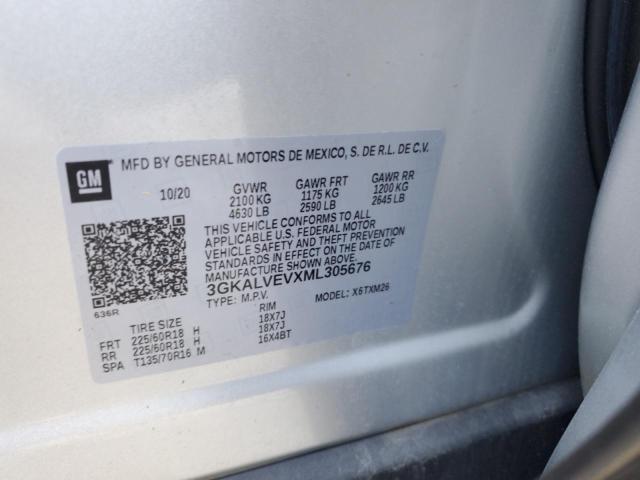 GM
MFD BY GENERAL MOTORS DE MEXICO, S. DE R.L. DE C.V.
10/20 GVWR GAWR FRT GAWR RR
2100 KG 1175 KG 1200 KG
4630 LB 2590 LB 2645 LB
THIS VEHICLE CONFORMS TO ALL
APPLICABLE U.S. FEDERAL MOTOR
VEHICLE SAFETY AND THEFT PREVENTION
STANDARDS IN EFFECT ON THE DATE OF
MANUFACTURE SHOWN ABOVE.
3GKALVEVXML305676
TYPE: M.P.V. MODEL: X6TXM26
636R
TIRE SIZE RIM
FRT 225/60R18 H 18X7J
RR 225/60R18 H 18X7J
SPA T135/70R16 M 16X4BT